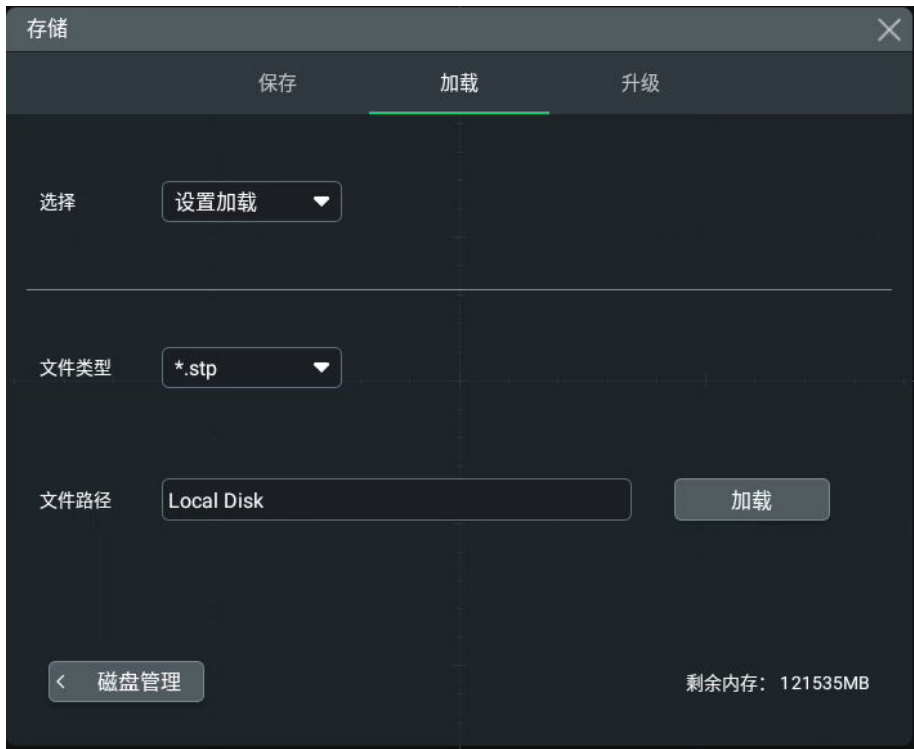 存储
保存 加载 升级
选择 设置加载
文件类型 *.stp
文件路径 Local Disk 加载
< 磁盘管理 剩余内存： 121535MB